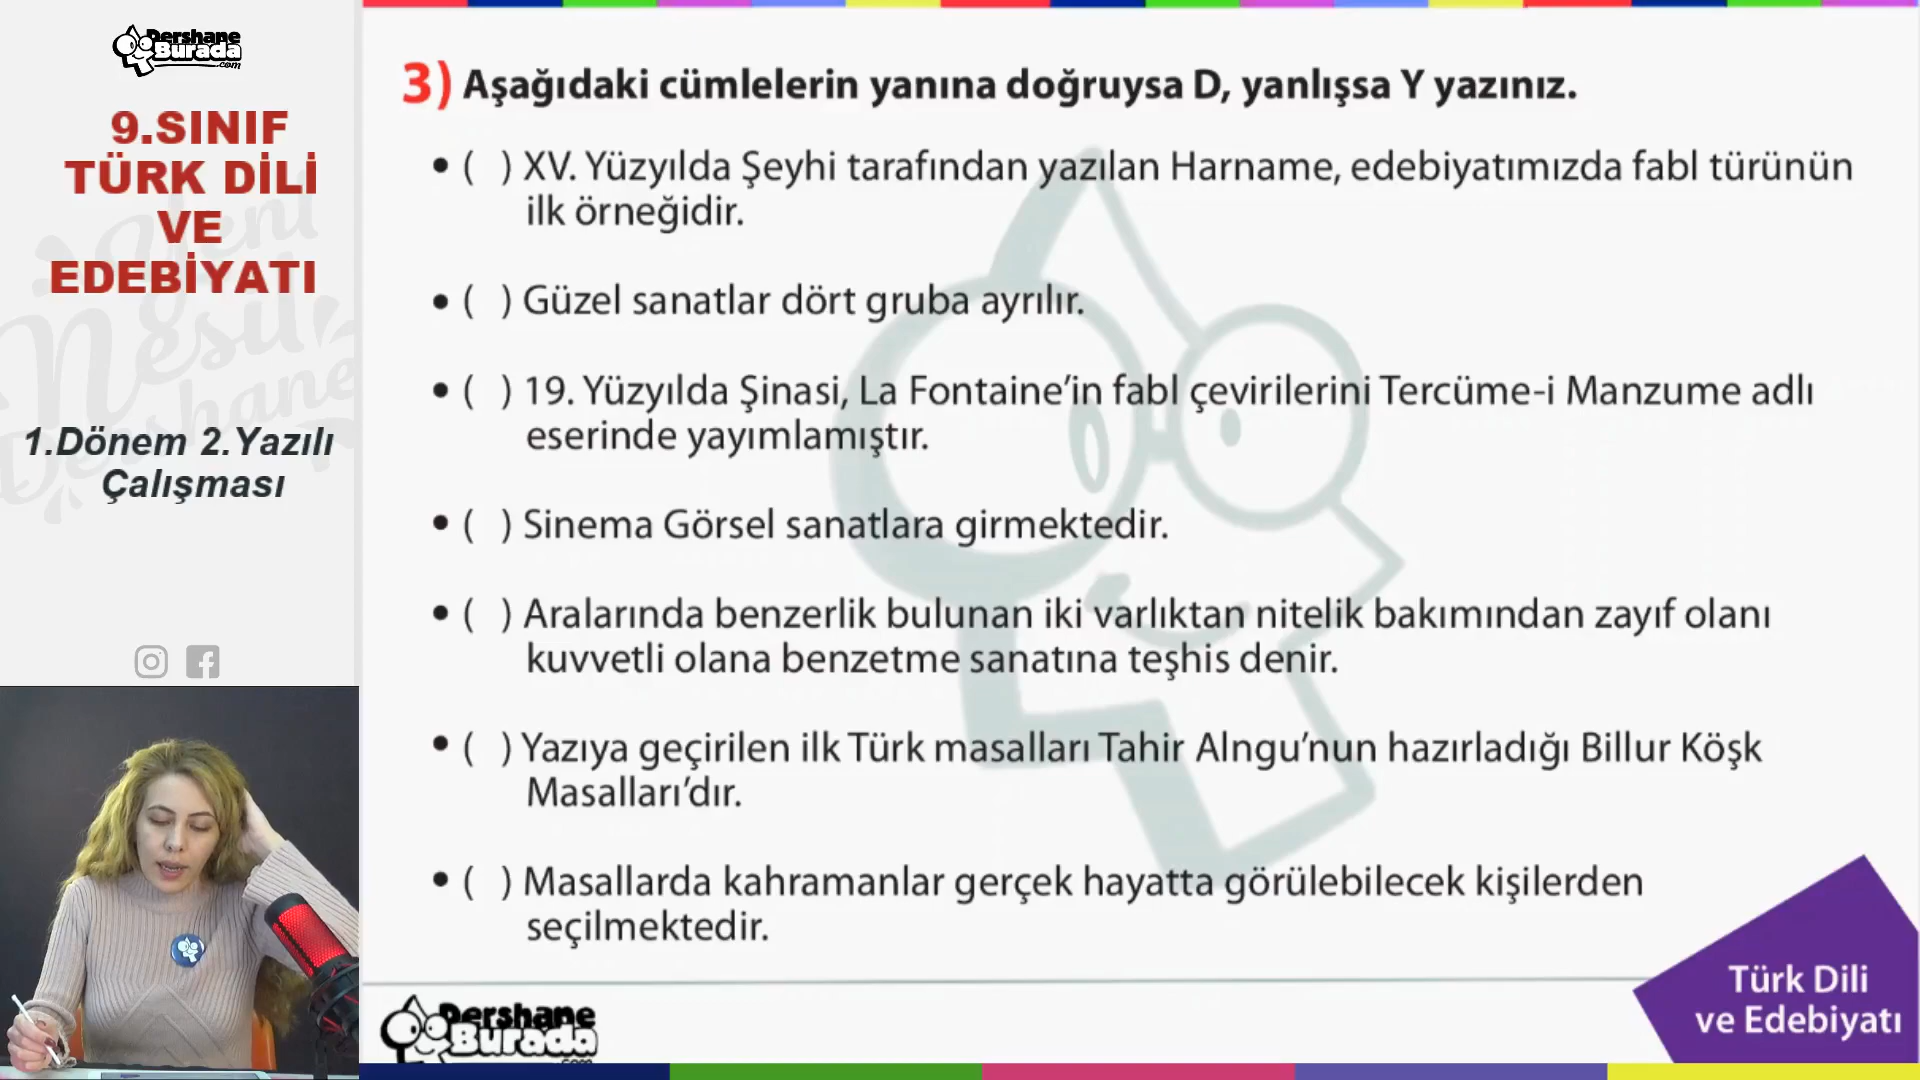 Dershane
Burada
.com
9.SINIF
TÜRK DİLİ
VE
EDEBİYATI
Yeni
Nesil
Dershane
1.Dönem 2.Yazılı
Çalışması
3) Aşağıdaki cümlelerin yanına doğruysa D, yanlışsa Y yazınız.
• ( ) XV. Yüzyılda Şeyhi tarafından yazılan Harname, edebiyatımızda fabl türünün
ilk örneğidir.
• ( ) Güzel sanatlar dört gruba ayrılır.
• ( ) 19. Yüzyılda Şinasi, La Fontaine’in fabl çevirilerini Tercüme-i Manzume adlı
eserinde yayımlamıştır.
• ( ) Sinema Görsel sanatlara girmektedir.
• ( ) Aralarında benzerlik bulunan iki varlıktan nitelik bakımından zayıf olanı
kuvvetli olana benzetme sanatına teşhis denir.
• ( ) Yazıya geçirilen ilk Türk masalları Tahir Alngu’nun hazırladığı Billur Köşk
Masalları’dır.
• ( ) Masallarda kahramanlar gerçek hayatta görülebilecek kişilerden
seçilmektedir.
Dershane
Burada
.com
Türk Dili
ve Edebiyatı